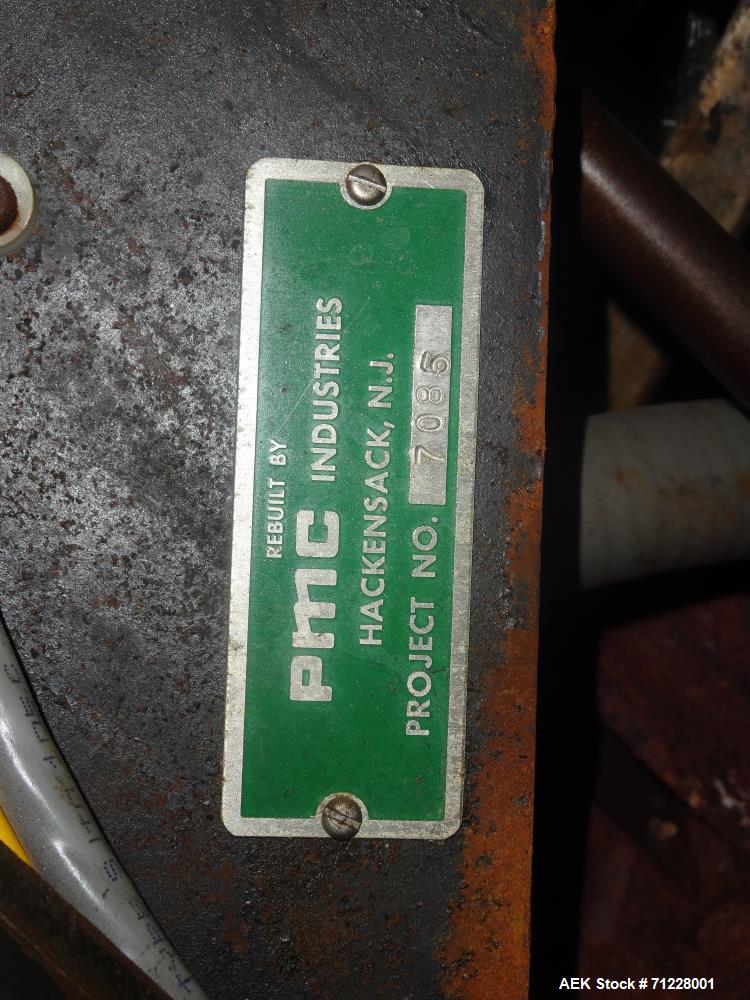 REBUILT BY
PMC INDUSTRIES
HACKENSACK, N.J.
PROJECT NO. 7085
AEK Stock # 71228001